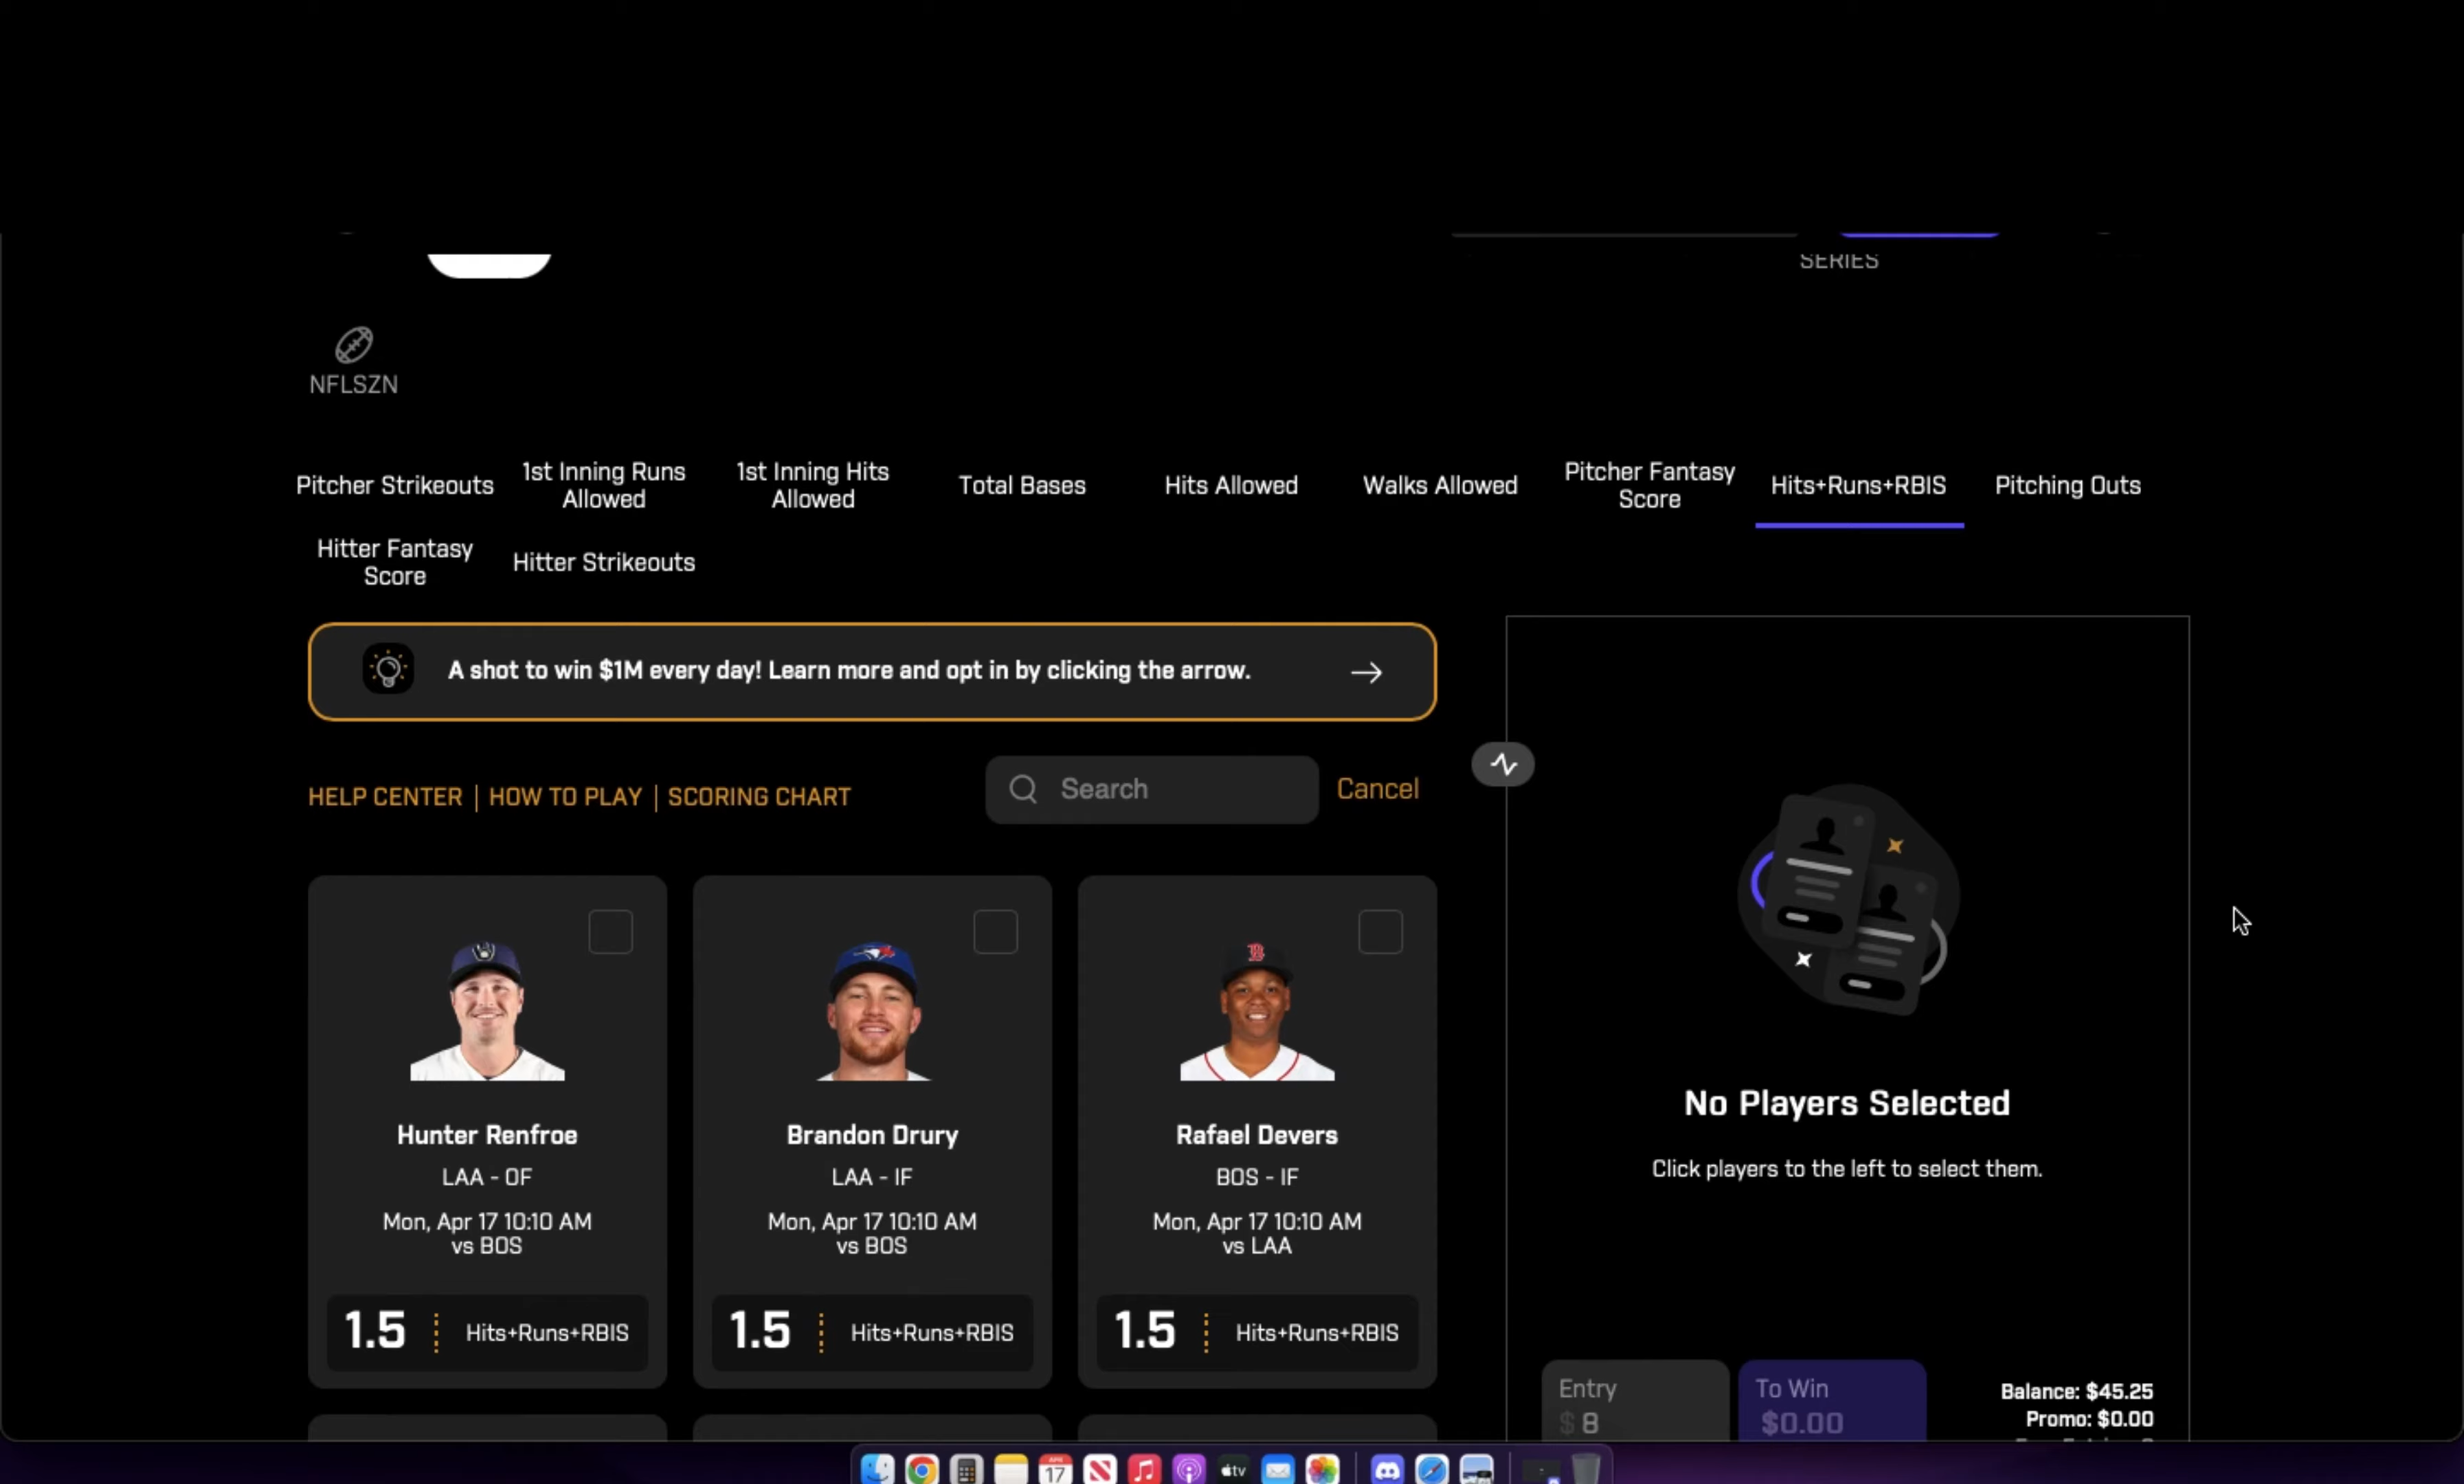 SERIES
NFLSZN
Pitcher Strikeouts
1st Inning Runs
Allowed
1st Inning Hits
Allowed
Total Bases
Hits Allowed
Walks Allowed
Pitcher Fantasy
Score
Hits+Runs+RBIS
Pitching Outs
Hitter Fantasy
Score
Hitter Strikeouts
A shot to win $1M every day! Learn more and opt in by clicking the arrow.
HELP CENTER | HOW TO PLAY | SCORING CHART
Search
Cancel
Hunter Renfroe
LAA - OF
Mon, Apr 17 10:10 AM
vs BOS
1.5
Hits+Runs+RBIS
Brandon Drury
LAA - IF
Mon, Apr 17 10:10 AM
vs BOS
1.5
Hits+Runs+RBIS
Rafael Devers
BOS - IF
Mon, Apr 17 10:10 AM
vs LAA
1.5
Hits+Runs+RBIS
No Players Selected
Click players to the left to select them.
Entry
$ 8
To Win
$0.00
Balance: $45.25
Promo: $0.00
APR
17
tv